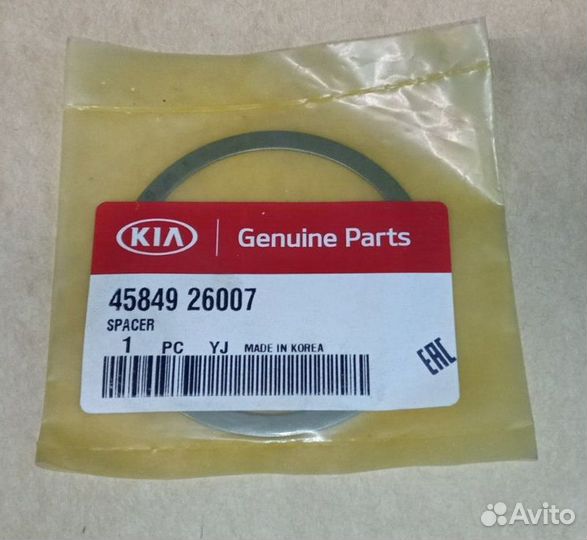 KIA
Genuine Parts
45849 26007
SPACER
1 PC YJ MADE IN KOREA
EAC
Avito